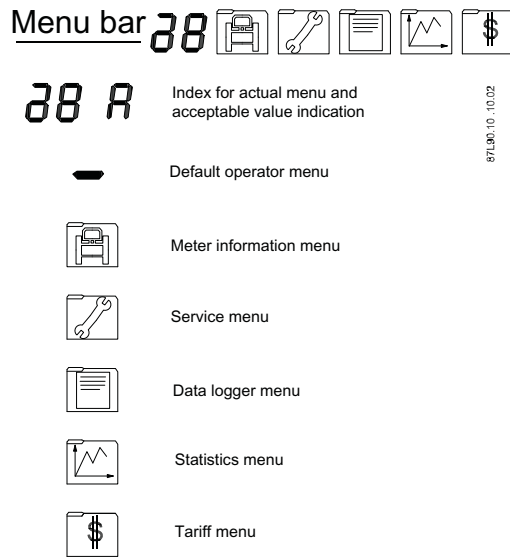 Menu bar $
A Index for actual menu and
acceptable value indication
Default operator menu
Meter information menu
Service menu
Data logger menu
Statistics menu
$ Tariff menu
87L90.10 .10.02